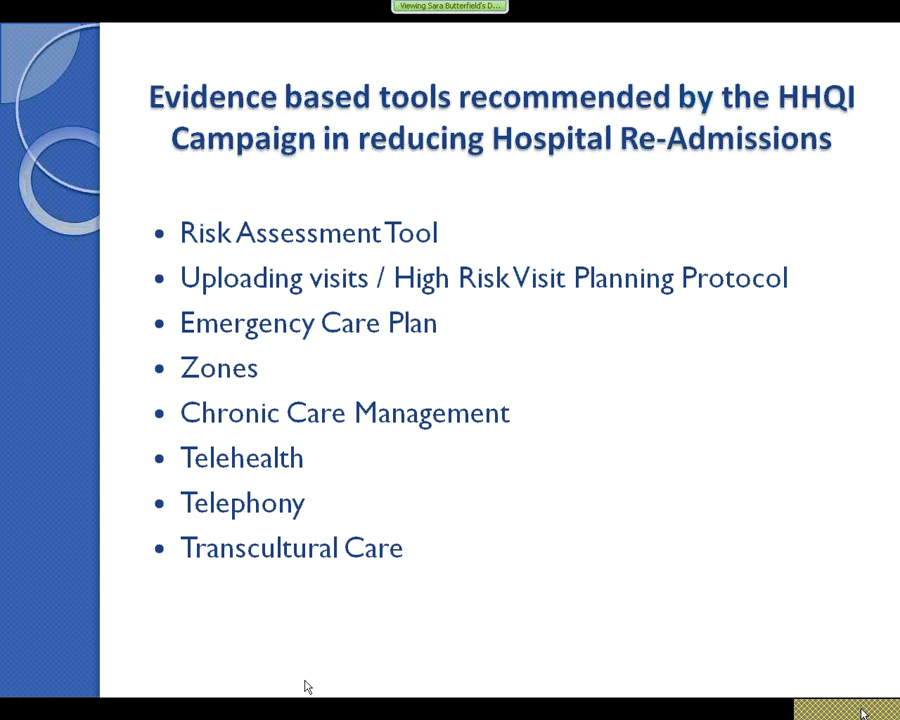 Viewing Sara Butterfield's D...
Evidence based tools recommended by the HHQI
Campaign in reducing Hospital Re-Admissions
• Risk Assessment Tool
• Uploading visits / High Risk Visit Planning Protocol
• Emergency Care Plan
• Zones
• Chronic Care Management
• Telehealth
• Telephony
• Transcultural Care